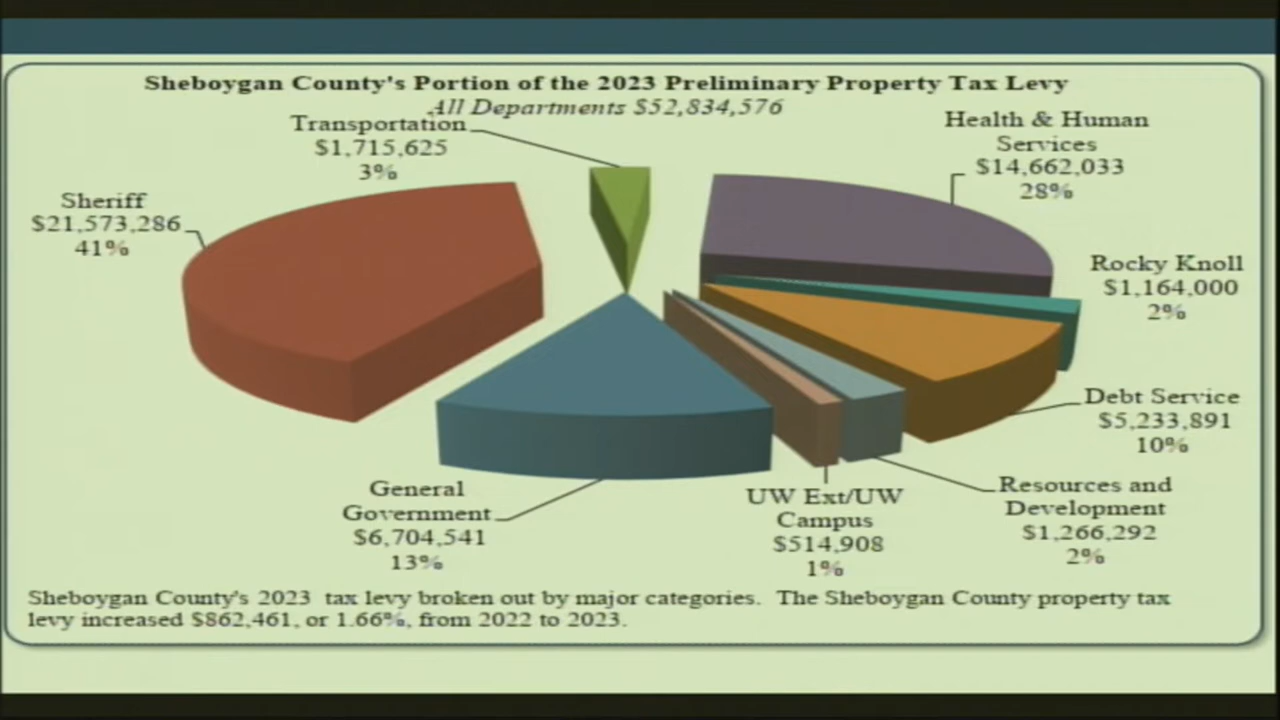 Sheboygan County's Portion of the 2023 Preliminary Property Tax Levy
All Departments $52,834,576
Transportation
$1,715,625
3%
Health & Human
Services
$14,662,033
28%
Sheriff
$21,573,286
41%
Rocky Knoll
$1,164,000
2%
Debt Service
$5,233,891
10%
General
Government
$6,704,541
13%
UW Ext/UW
Campus
$514,908
1%
Resources and
Development
$1,266,292
2%
Sheboygan County's 2023 tax levy broken out by major categories. The Sheboygan County property tax
levy increased $862,461, or 1.66%, from 2022 to 2023.